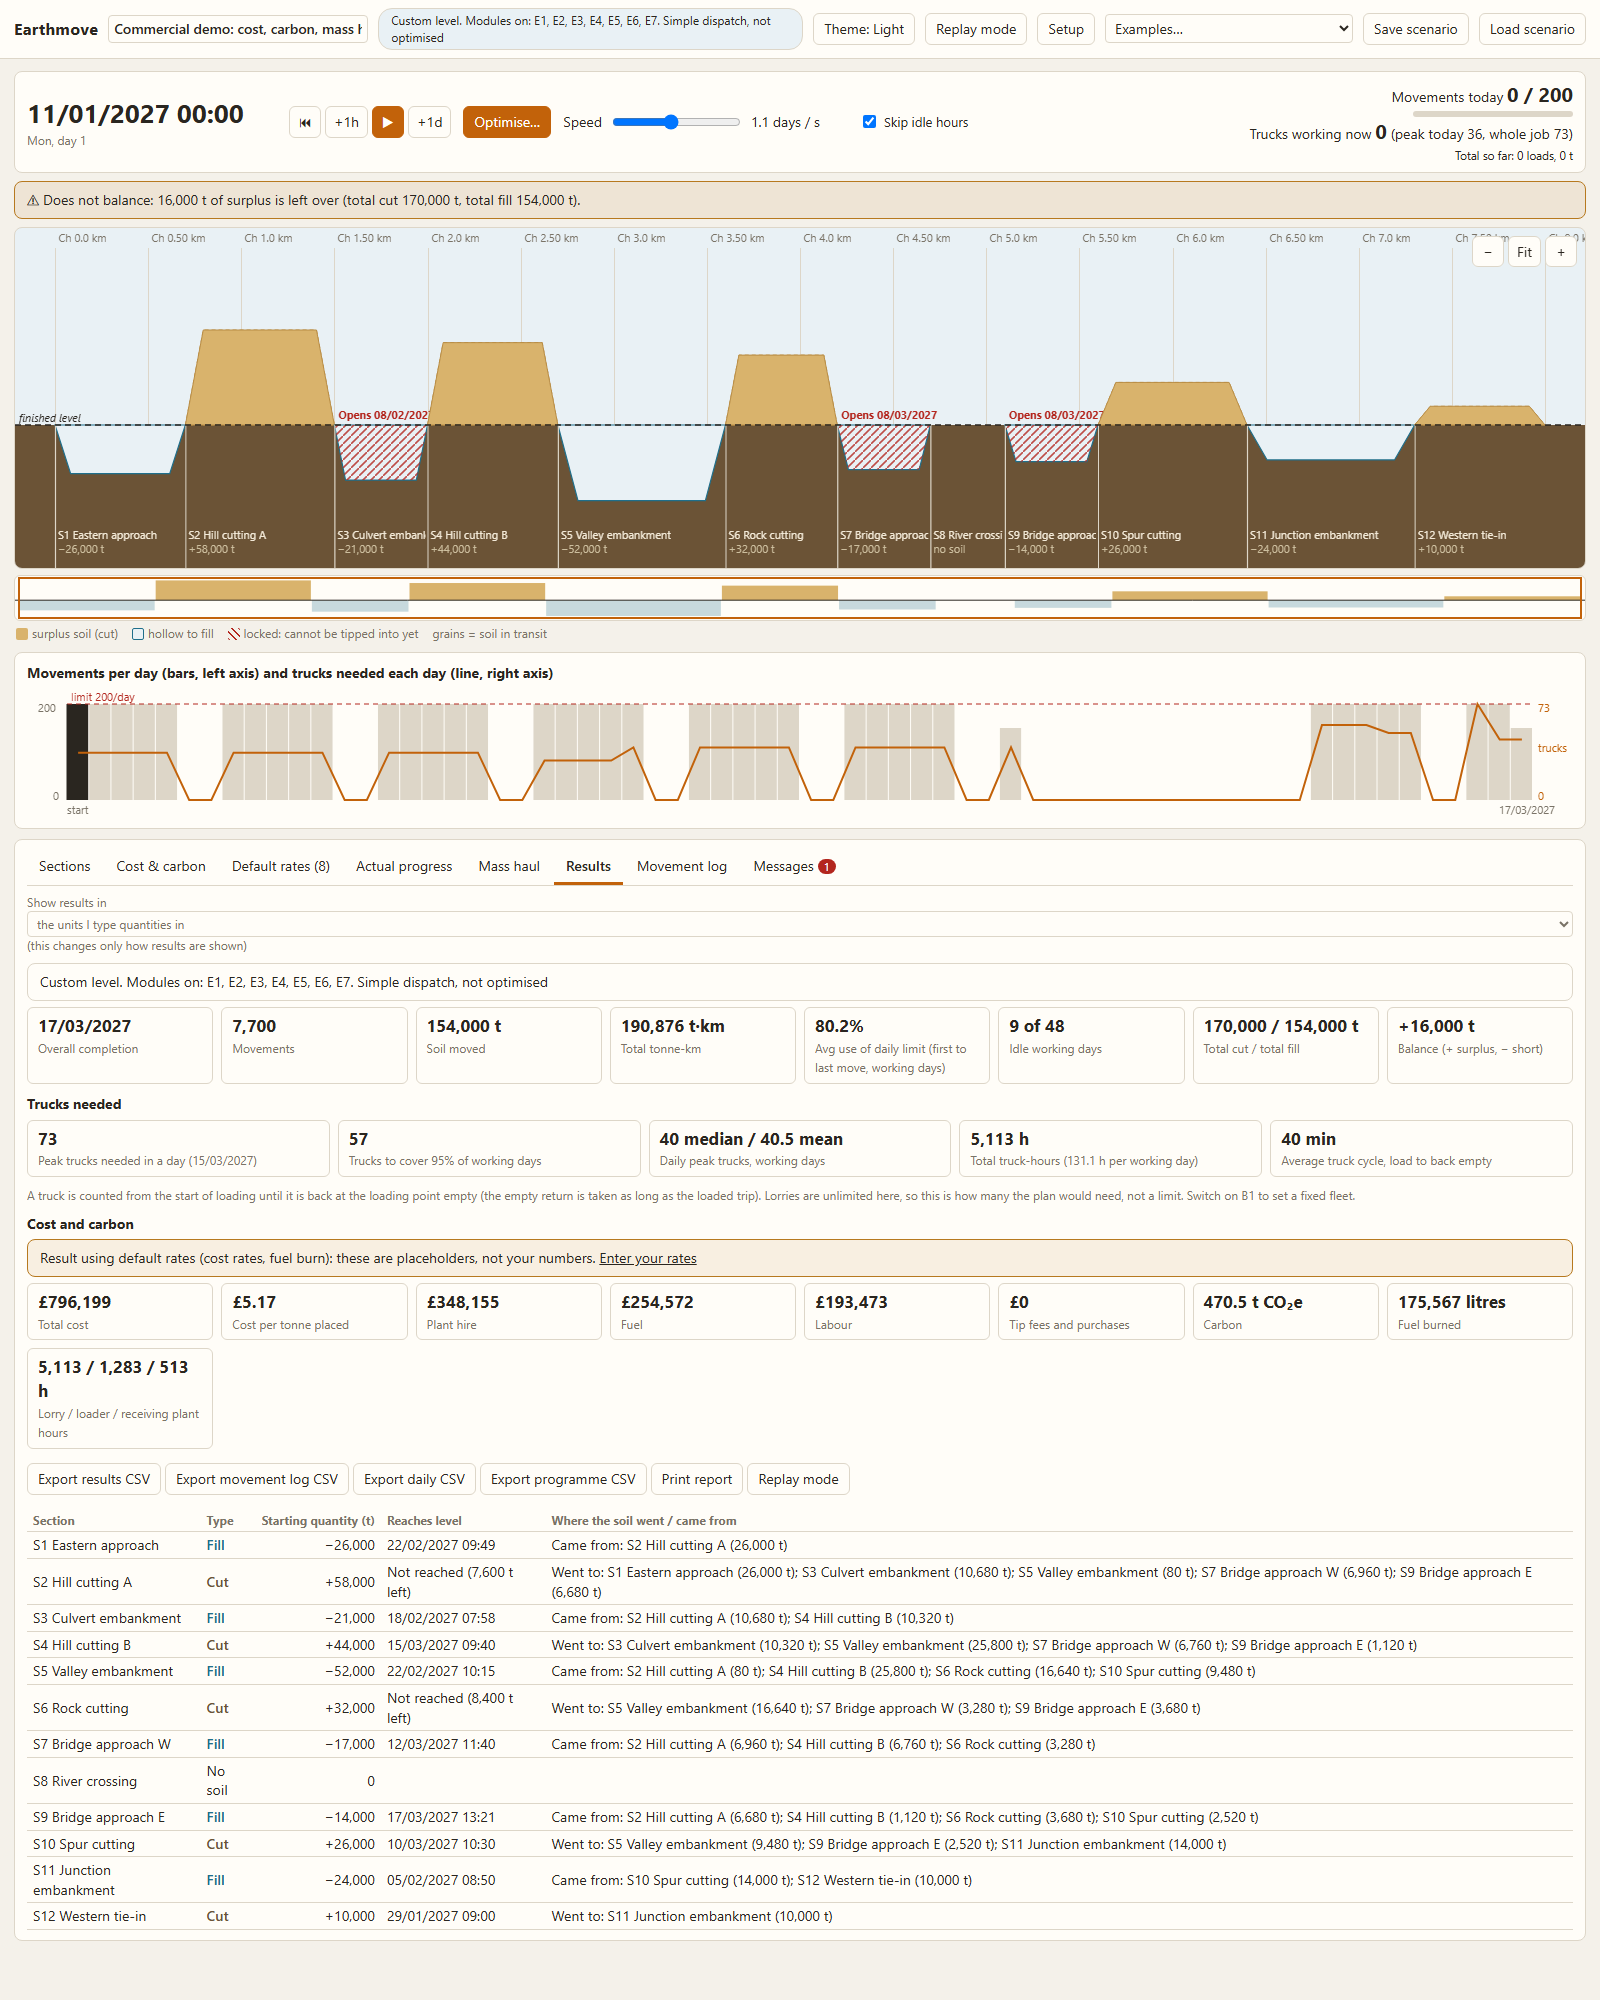 Earthmove
Commercial demo: cost, carbon, mass h
Custom level. Modules on: E1, E2, E3, E4, E5, E6, E7. Simple dispatch, not
optimised
Theme: Light
Replay mode
Setup
Examples...
Save scenario
Load scenario
11/01/2027 00:00
Mon, day 1
+1h
+1d
Optimise...
Speed
1.1 days / s
Skip idle hours
Movements today 0 / 200
Trucks working now 0 (peak today 36, whole job 73)
Total so far: 0 loads, 0 t
⚠ Does not balance: 16,000 t of surplus is left over (total cut 170,000 t, total fill 154,000 t).
Ch 0.0 km
Ch 0.50 km
Ch 1.0 km
Ch 1.50 km
Ch 2.0 km
Ch 2.50 km
Ch 3.0 km
Ch 3.50 km
Ch 4.0 km
Ch 4.50 km
Ch 5.0 km
Ch 5.50 km
Ch 6.0 km
Ch 6.50 km
Ch 7.0 km
−
Fit
+
finished level
Opens 08/02/2027
Opens 08/03/2027
Opens 08/03/2027
S1 Eastern approach
−26,000 t
S2 Hill cutting A
+58,000 t
S3 Culvert embank
−21,000 t
S4 Hill cutting B
+44,000 t
S5 Valley embankment
−52,000 t
S6 Rock cutting
+32,000 t
S7 Bridge approac
−17,000 t
S8 River crossi
no soil
S9 Bridge approac
−14,000 t
S10 Spur cutting
+26,000 t
S11 Junction embankment
−24,000 t
S12 Western tie-in
+10,000 t
surplus soil (cut)
hollow to fill
locked: cannot be tipped into yet
grains = soil in transit
Movements per day (bars, left axis) and trucks needed each day (line, right axis)
limit 200/day
200
0
start
73
trucks
0
17/03/2027
Sections
Cost & carbon
Default rates (8)
Actual progress
Mass haul
Results
Movement log
Messages 1
Show results in
the units I type quantities in
(this changes only how results are shown)
Custom level. Modules on: E1, E2, E3, E4, E5, E6, E7. Simple dispatch, not optimised
17/03/2027
Overall completion
7,700
Movements
154,000 t
Soil moved
190,876 t·km
Total tonne-km
80.2%
Avg use of daily limit (first to
last move, working days)
9 of 48
Idle working days
170,000 / 154,000 t
Total cut / total fill
+16,000 t
Balance (+ surplus, − short)
Trucks needed
73
Peak trucks needed in a day (15/03/2027)
57
Trucks to cover 95% of working days
40 median / 40.5 mean
Daily peak trucks, working days
5,113 h
Total truck-hours (131.1 h per working day)
40 min
Average truck cycle, load to back empty
A truck is counted from the start of loading until it is back at the loading point empty (the empty return is taken as long as the loaded trip). Lorries are unlimited here, so this is how many the plan would need, not a limit. Switch on B1 to set a fixed fleet.
Cost and carbon
Result using default rates (cost rates, fuel burn): these are placeholders, not your numbers. Enter your rates
£796,199
Total cost
£5.17
Cost per tonne placed
£348,155
Plant hire
£254,572
Fuel
£193,473
Labour
£0
Tip fees and purchases
470.5 t CO₂e
Carbon
175,567 litres
Fuel burned
5,113 / 1,283 / 513
h
Lorry / loader / receiving plant
hours
Export results CSV
Export movement log CSV
Export daily CSV
Export programme CSV
Print report
Replay mode
Section Type Starting quantity (t) Reaches level Where the soil went / came from
S1 Eastern approach Fill −26,000 22/02/2027 09:49 Came from: S2 Hill cutting A (26,000 t)
S2 Hill cutting A Cut +58,000 Not reached (7,600 t left) Went to: S1 Eastern approach (26,000 t); S3 Culvert embankment (10,680 t); S5 Valley embankment (80 t); S7 Bridge approach W (6,960 t); S9 Bridge approach E (6,680 t)
S3 Culvert embankment Fill −21,000 18/02/2027 07:58 Came from: S2 Hill cutting A (10,680 t); S4 Hill cutting B (10,320 t)
S4 Hill cutting B Cut +44,000 15/03/2027 09:40 Went to: S3 Culvert embankment (10,320 t); S5 Valley embankment (25,800 t); S7 Bridge approach W (6,760 t); S9 Bridge approach E (1,120 t)
S5 Valley embankment Fill −52,000 22/02/2027 10:15 Came from: S2 Hill cutting A (80 t); S4 Hill cutting B (25,800 t); S6 Rock cutting (16,640 t); S10 Spur cutting (9,480 t)
S6 Rock cutting Cut +32,000 Not reached (8,400 t left) Went to: S5 Valley embankment (16,640 t); S7 Bridge approach W (3,280 t); S9 Bridge approach E (3,680 t)
S7 Bridge approach W Fill −17,000 12/03/2027 11:40 Came from: S2 Hill cutting A (6,960 t); S4 Hill cutting B (6,760 t); S6 Rock cutting (3,280 t)
S8 River crossing No soil 0
S9 Bridge approach E Fill −14,000 17/03/2027 13:21 Came from: S2 Hill cutting A (6,680 t); S4 Hill cutting B (1,120 t); S6 Rock cutting (3,680 t); S10 Spur cutting (2,520 t)
S10 Spur cutting Cut +26,000 10/03/2027 10:30 Went to: S5 Valley embankment (9,480 t); S9 Bridge approach E (2,520 t); S11 Junction embankment (14,000 t)
S11 Junction embankment Fill −24,000 05/02/2027 08:50 Came from: S10 Spur cutting (14,000 t); S12 Western tie-in (10,000 t)
S12 Western tie-in Cut +10,000 29/01/2027 09:00 Went to: S11 Junction embankment (10,000 t)